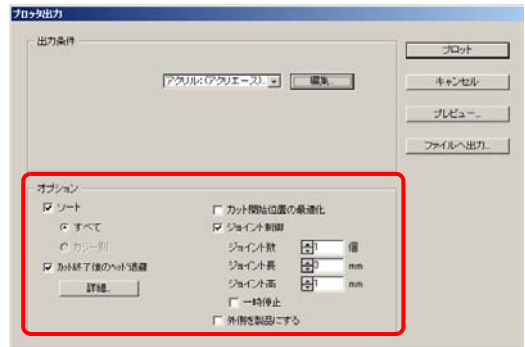 プロッタ出力
出力条件
アクリル:(アクリエース)..
編集..
プロット
キャンセル
プレビュー..
ファイルへ出力..
オプション
ソート
すべて
カラー別
カット終了後のヘッド退避
詳細..
カット開始位置の最適化
ジョイント制御
ジョイント数 1 個
ジョイント長 3 mm
ジョイント高 1 mm
一時停止
外側を製品にする